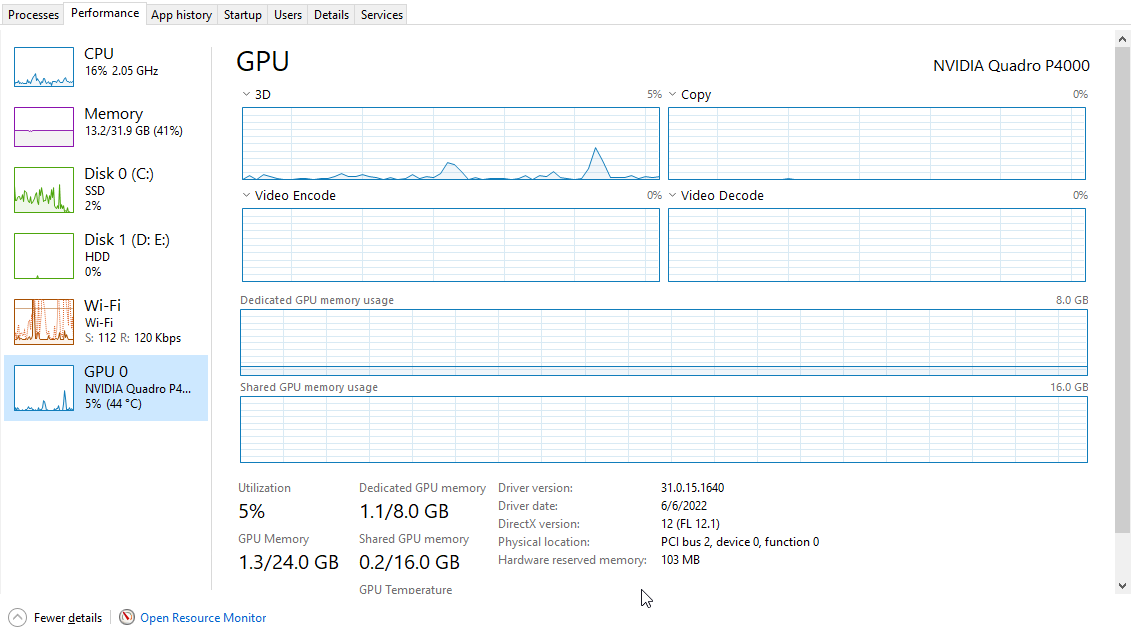 Processes Performance App history Startup Users Details Services
CPU
16% 2.05 GHz
Memory
13.2/31.9 GB (41%)
Disk 0 (C:)
SSD
2%
Disk 1 (D: E:)
HDD
0%
Wi-Fi
Wi-Fi
S: 112 R: 120 Kbps
GPU 0
NVIDIA Quadro P4...
5% (44 °C)
GPU
NVIDIA Quadro P4000
3D 5%
Copy 0%
Video Encode 0%
Video Decode 0%
Dedicated GPU memory usage 8.0 GB
Shared GPU memory usage 16.0 GB
Utilization
5%
Dedicated GPU memory
1.1/8.0 GB
GPU Memory
1.3/24.0 GB
Shared GPU memory
0.2/16.0 GB
GPU Temperature
Driver version: 31.0.15.1640
Driver date: 6/6/2022
DirectX version: 12 (FL 12.1)
Physical location: PCI bus 2, device 0, function 0
Hardware reserved memory: 103 MB
Fewer details
Open Resource Monitor